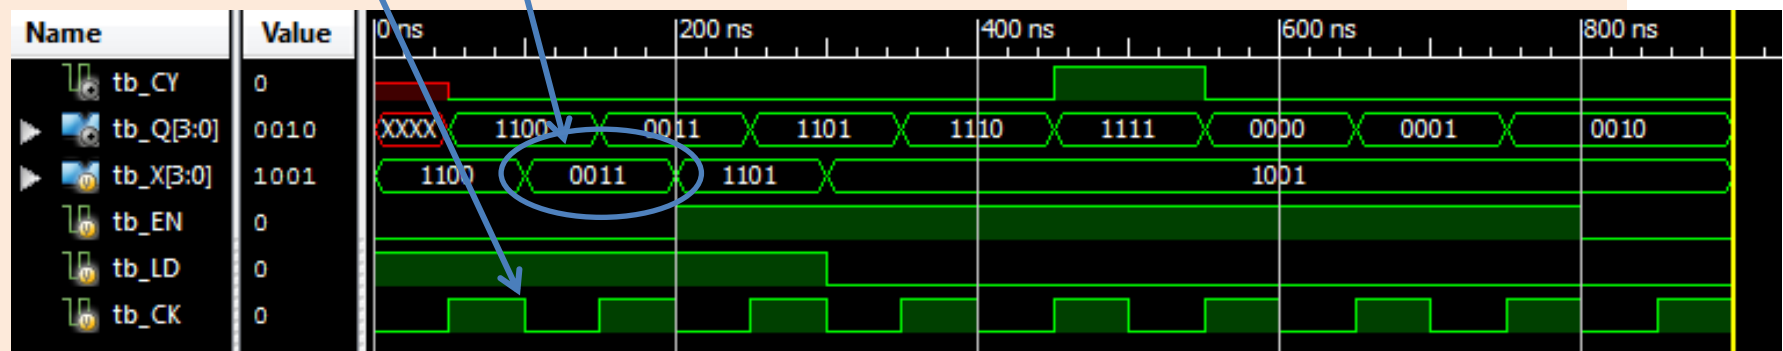 Name Value 0 ns 200 ns 400 ns 600 ns 800 ns
tb_CY 0
tb_Q[3:0] 0010 XXXX 1100 0011 1101 1110 1111 0000 0001 0010
tb_X[3:0] 1001 1100 0011 1101 1001
tb_EN 0
tb_LD 0
tb_CK 0